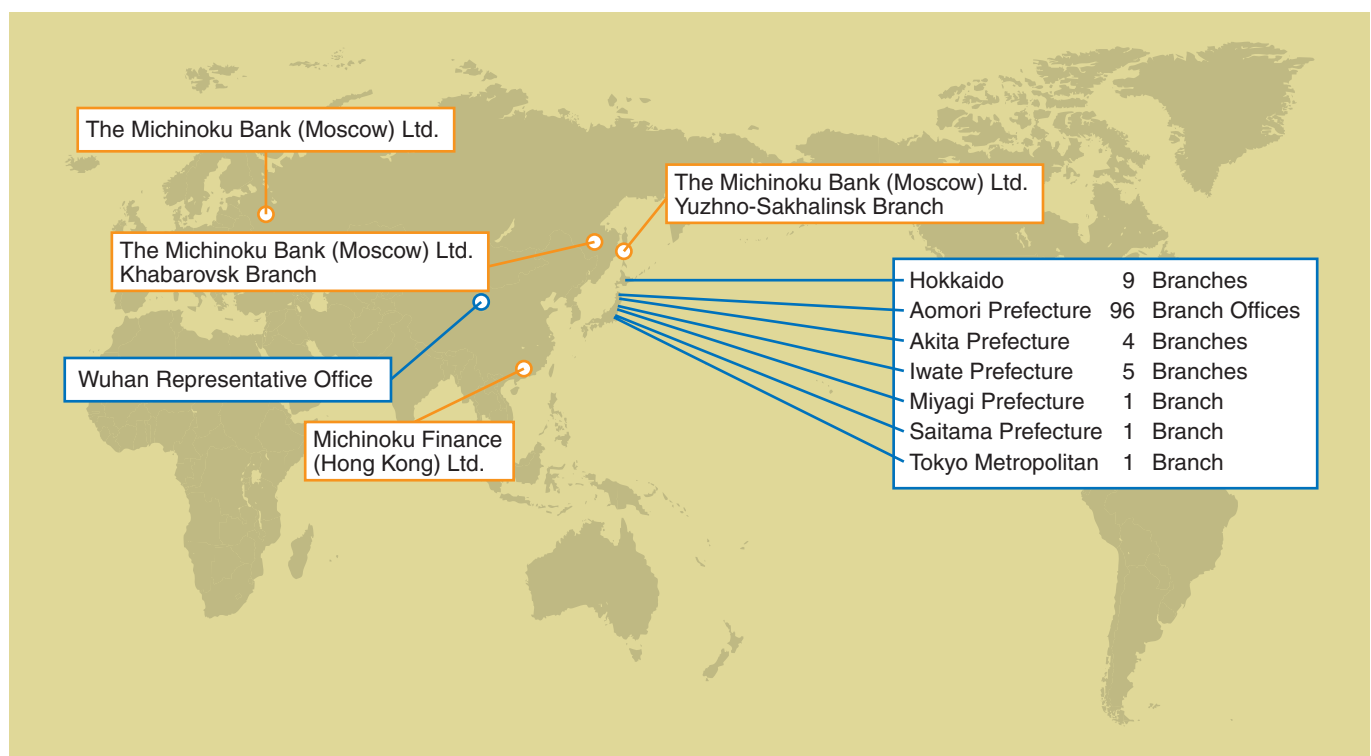 The Michinoku Bank (Moscow) Ltd.
The Michinoku Bank (Moscow) Ltd.
Yuzhno-Sakhalinsk Branch
The Michinoku Bank (Moscow) Ltd.
Khabarovsk Branch
Wuhan Representative Office
Michinoku Finance
(Hong Kong) Ltd.
Hokkaido 9 Branches
Aomori Prefecture 96 Branch Offices
Akita Prefecture 4 Branches
Iwate Prefecture 5 Branches
Miyagi Prefecture 1 Branch
Saitama Prefecture 1 Branch
Tokyo Metropolitan 1 Branch